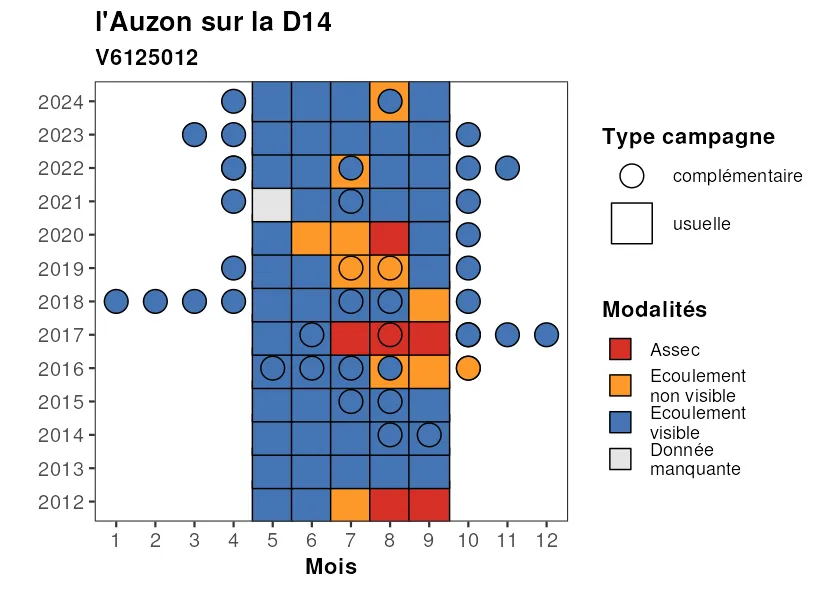 l'Auzon sur la D14
V6125012
2024
2023
2022
2021
2020
2019
2018
2017
2016
2015
2014
2013
2012
1 2 3 4 5 6 7 8 9 10 11 12
Mois
Type campagne
complémentaire
usuelle
Modalités
Assec
Ecoulement
non visible
Ecoulement
visible
Donnée
manquante